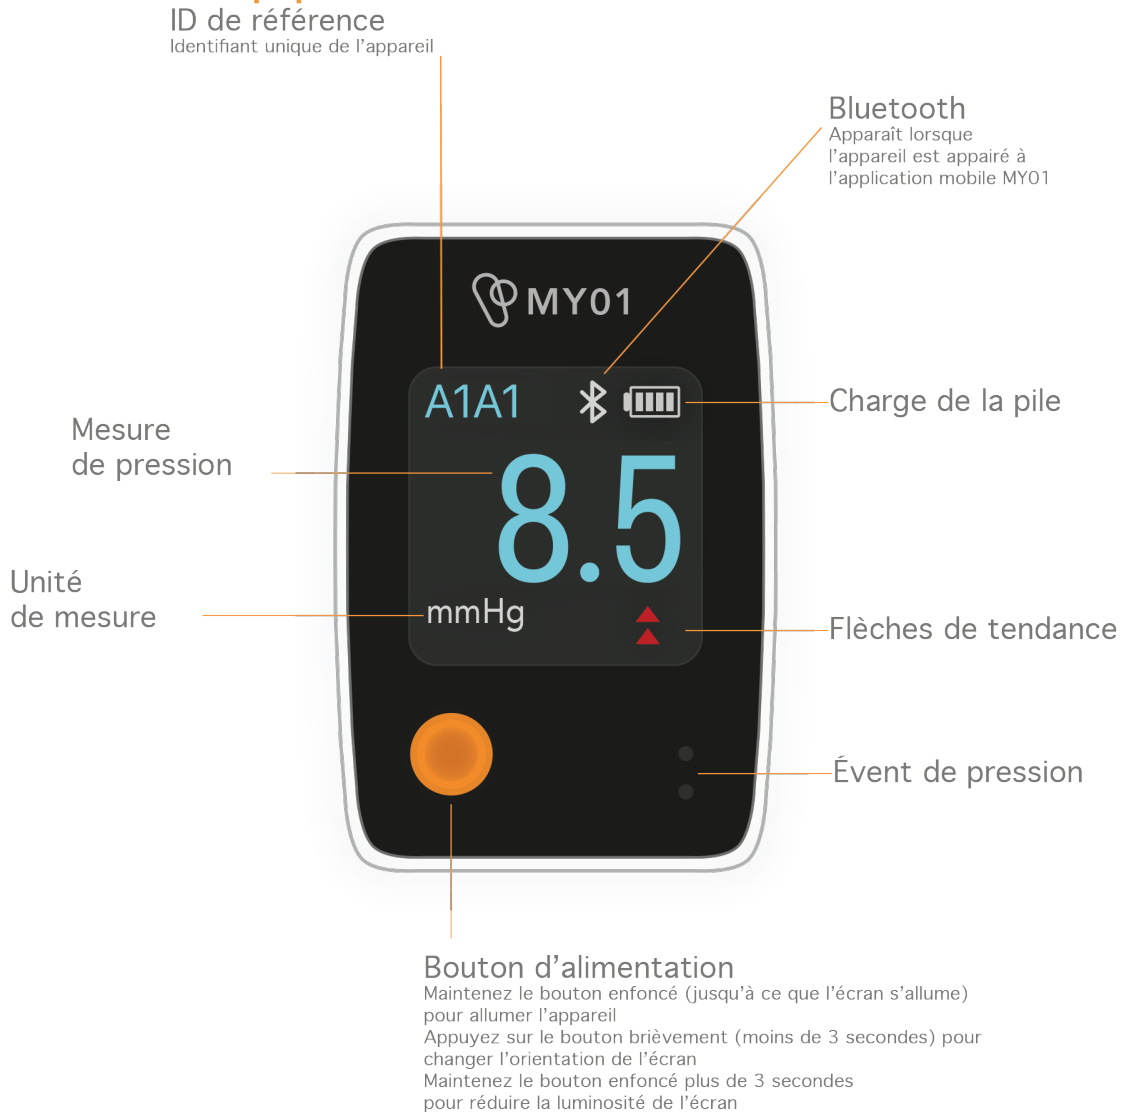 ID de référence
Identifiant unique de l'appareil
Bluetooth
Apparaît lorsque
l'appareil est appairé à
l'application mobile MY01
MY01
A1A1
Charge de la pile
Mesure
de pression
8.5
Unité
de mesure
mmHg
Flèches de tendance
Évent de pression
Bouton d'alimentation
Maintenez le bouton enfoncé (jusqu'à ce que l'écran s'allume)
pour allumer l'appareil
Appuyez sur le bouton brièvement (moins de 3 secondes) pour
changer l'orientation de l'écran
Maintenez le bouton enfoncé plus de 3 secondes
pour réduire la luminosité de l'écran